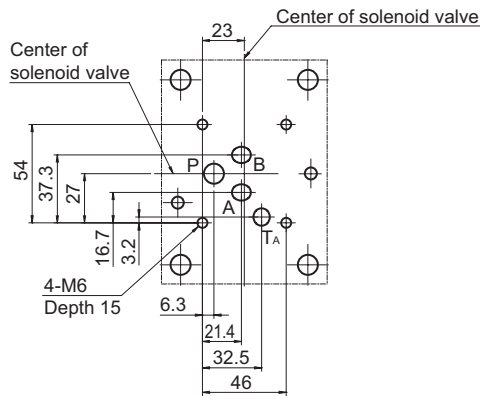 Center of solenoid valve
23
Center of
solenoid valve
54
37.3
27
16.7
3.2
P
B
A
TA
4-M6
Depth 15
6.3
21.4
32.5
46